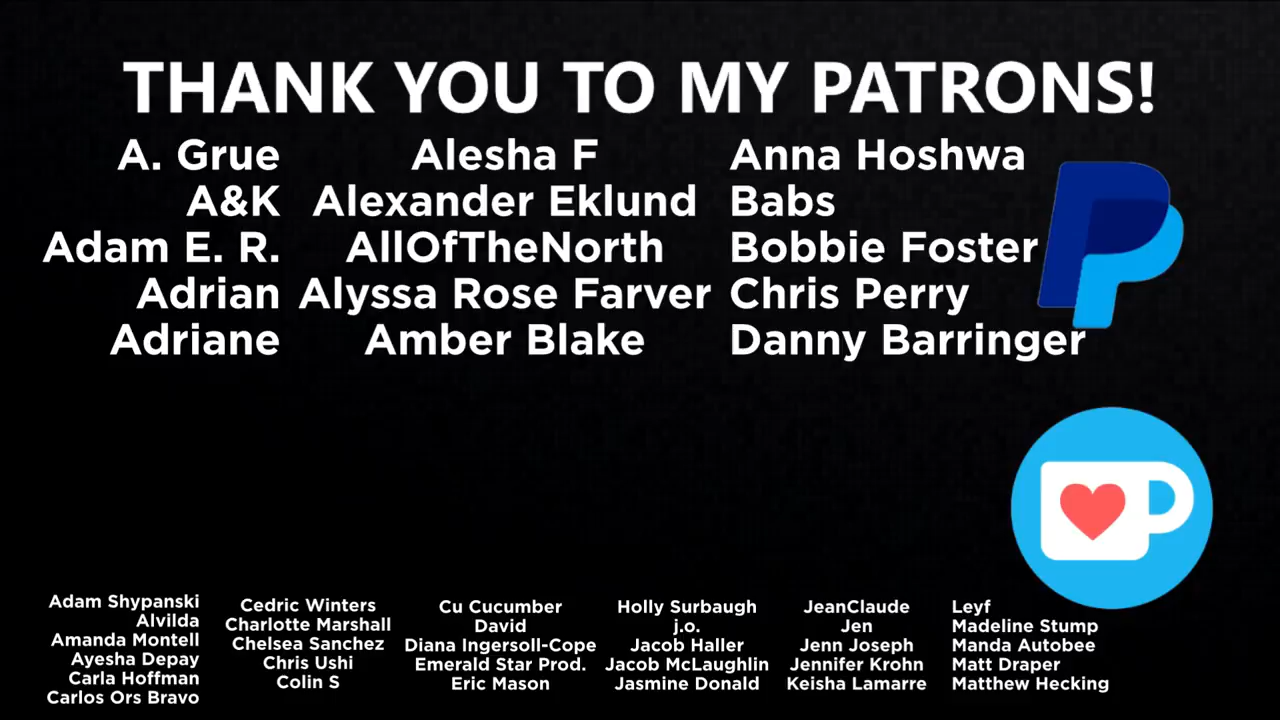 THANK YOU TO MY PATRONS!
A. Grue
A&K
Adam E. R.
Adrian
Adriane
Alesha F
Alexander Eklund
AllOfTheNorth
Alyssa Rose Farver
Amber Blake
Anna Hoshwa
Babs
Bobbie Foster
Chris Perry
Danny Barringer
Adam Shypanski
Alvilda
Amanda Montell
Ayesha Depay
Carla Hoffman
Carlos Ors Bravo
Cedric Winters
Charlotte Marshall
Chelsea Sanchez
Chris Ushi
Colin S
Cu Cucumber
David
Diana Ingersoll-Cope
Emerald Star Prod.
Eric Mason
Holly Surbaugh
j.o.
Jacob Haller
Jacob McLaughlin
Jasmine Donald
JeanClaude
Jen
Jenn Joseph
Jennifer Krohn
Keisha Lamarre
Leyf
Madeline Stump
Manda Autobee
Matt Draper
Matthew Hecking